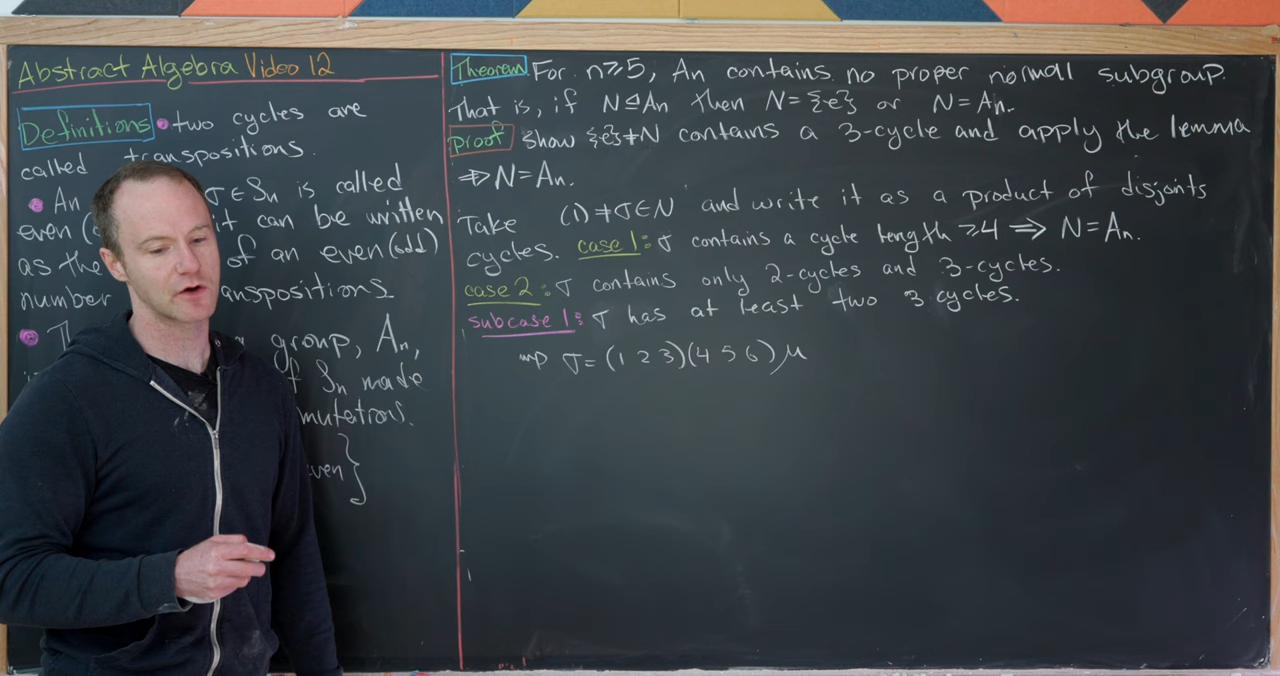 Abstract Algebra Video 12
Definitions • two cycles are
called transpositions.
• An σ∈Sn is called
even ( it can be written
as the of an even(odd)
number anspositions
• group, An,
f Sn made
mutations.
ven}
Theorem For n≥5, An contains no proper normal subgroup.
That is, if N⊴An then N={e} or N=An.
Proof Show {e}≠N contains a 3-cycle and apply the lemma
⇒ N=An.
Take (1)≠σ∈N and write it as a product of disjoints
cycles. case 1: σ contains a cycle length ≥4 ⇒ N=An.
case 2: σ contains only 2-cycles and 3-cycles.
subcase 1: σ has at least two 3 cycles.
⇝ σ=(1 2 3)(4 5 6)μ